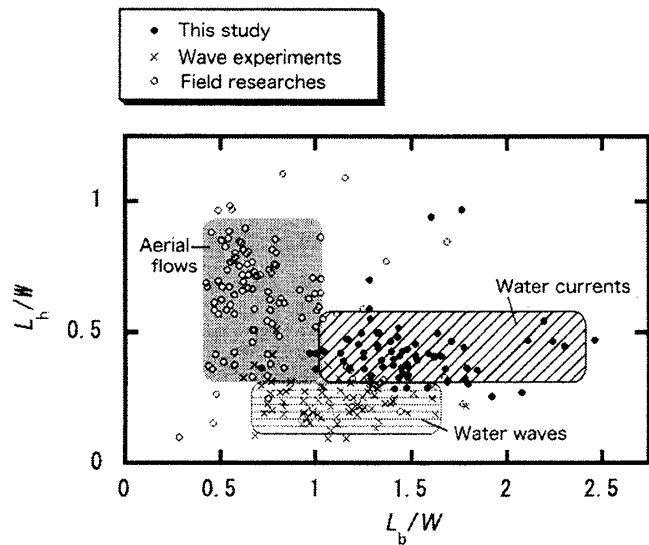 This study
Wave experiments
Field researches
1
0.5
0
L_h/W
Aerial
flows
Water currents
Water waves
0
0.5
1
1.5
2
2.5
L_b/W